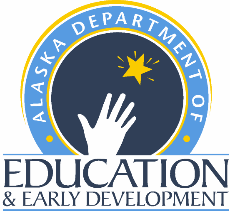 ALASKA DEPARTMENT OF
EDUCATION
& EARLY DEVELOPMENT